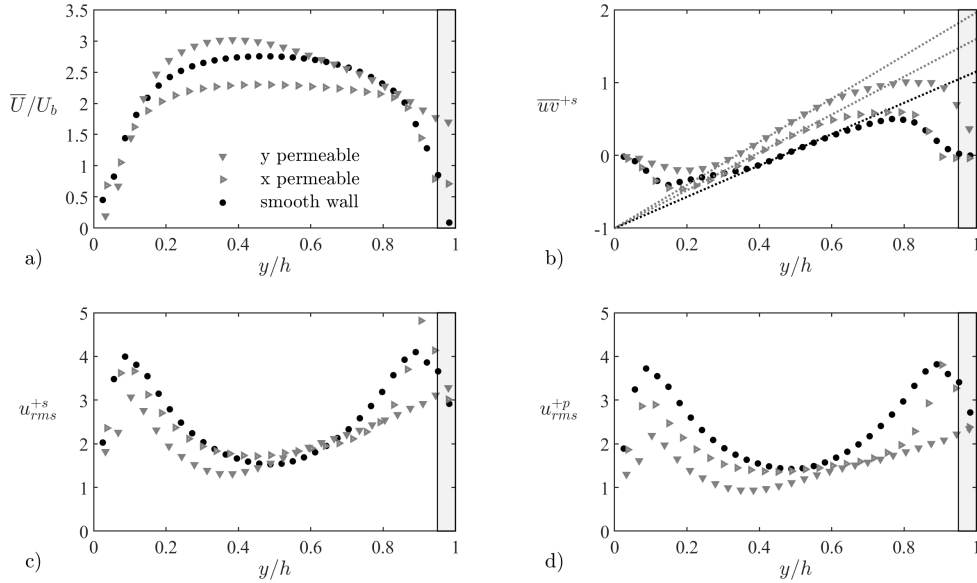 3.5
3
2.5
2
1.5
1
0.5
0
U̅/U_b
y permeable
x permeable
smooth wall
0 0.2 0.4 0.6 0.8 1
y/h
a)
2
1
0
-1
u̅v̅^{+s}
0 0.2 0.4 0.6 0.8 1
y/h
b)
5
4
3
2
1
0
u_{rms}^{+s}
0 0.2 0.4 0.6 0.8 1
y/h
c)
5
4
3
2
1
0
u_{rms}^{+p}
0 0.2 0.4 0.6 0.8 1
y/h
d)